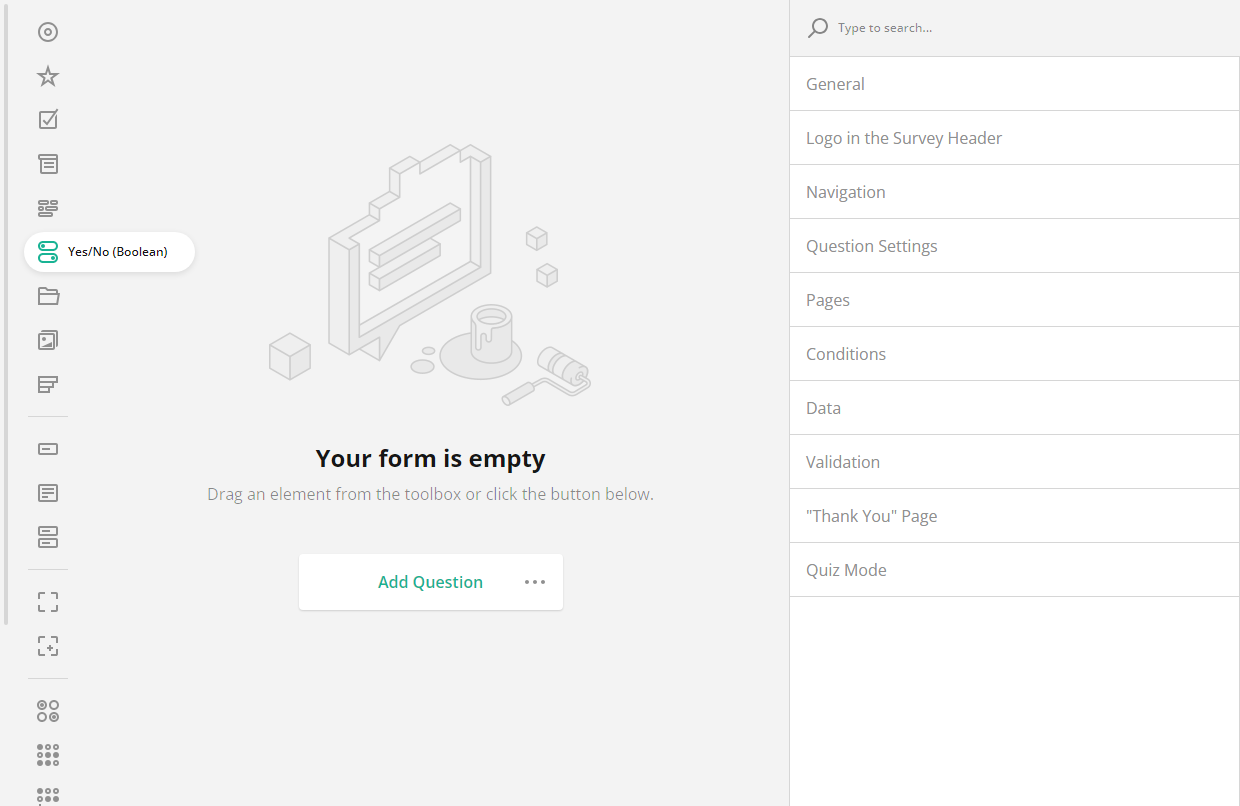 Type to search...
General
Logo in the Survey Header
Navigation
Question Settings
Pages
Conditions
Data
Validation
"Thank You" Page
Quiz Mode
Yes/No (Boolean)
Your form is empty
Drag an element from the toolbox or click the button below.
Add Question